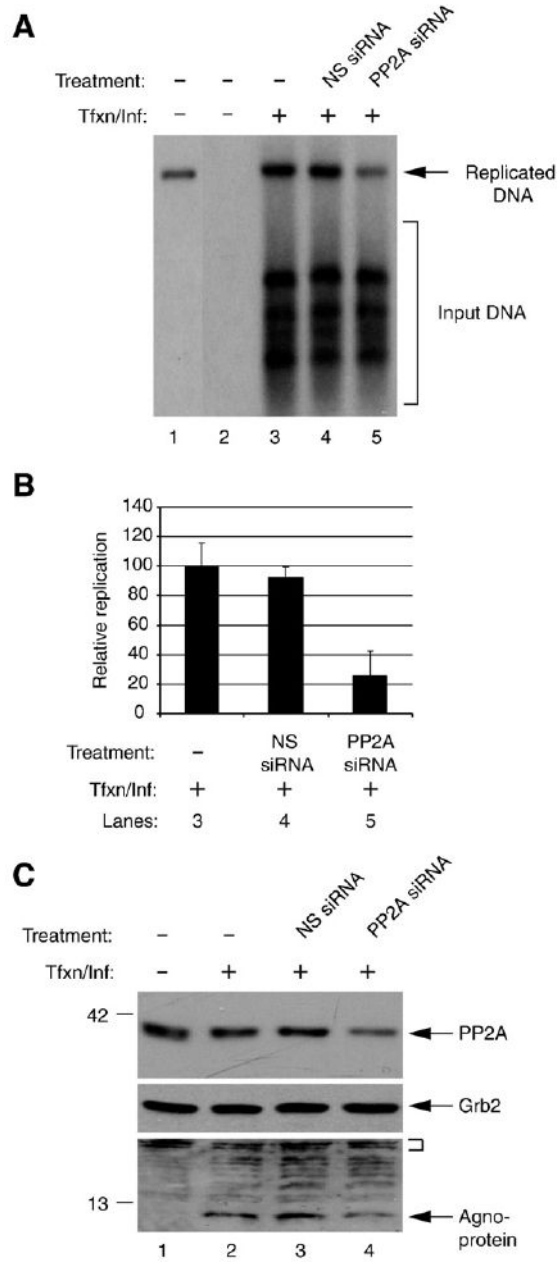 A
NS siRNA
PP2A siRNA
Treatment: – – –
Tfxn/Inf: – – + + +
Replicated
DNA
Input DNA
1 2 3 4 5
B
140
120
100
80
60
40
20
0
Relative replication
Treatment: – NS siRNA PP2A siRNA
Tfxn/Inf: + + +
Lanes: 3 4 5
C
NS siRNA
PP2A siRNA
Treatment: – –
Tfxn/Inf: – + + +
42
PP2A
Grb2
13
Agno-
protein
1 2 3 4